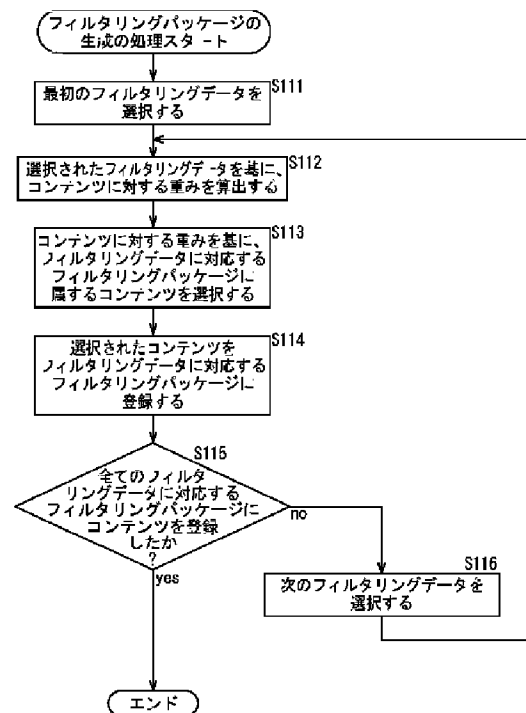 フィルタリングパッケージの
生成の処理スタート
S111
最初のフィルタリングデータを
選択する
S112
選択されたフィルタリングデータを基に、
コンテンツに対する重みを算出する
S113
コンテンツに対する重みを基に、
フィルタリングデータに対応する
フィルタリングパッケージに
属するコンテンツを選択する
S114
選択されたコンテンツを
フィルタリングデータに対応する
フィルタリングパッケージに
登録する
S115
全てのフィルタ
リングデータに対応する
フィルタリングパッケージに
コンテンツを登録
したか
?
no
yes
S116
次のフィルタリングデータを
選択する
エンド